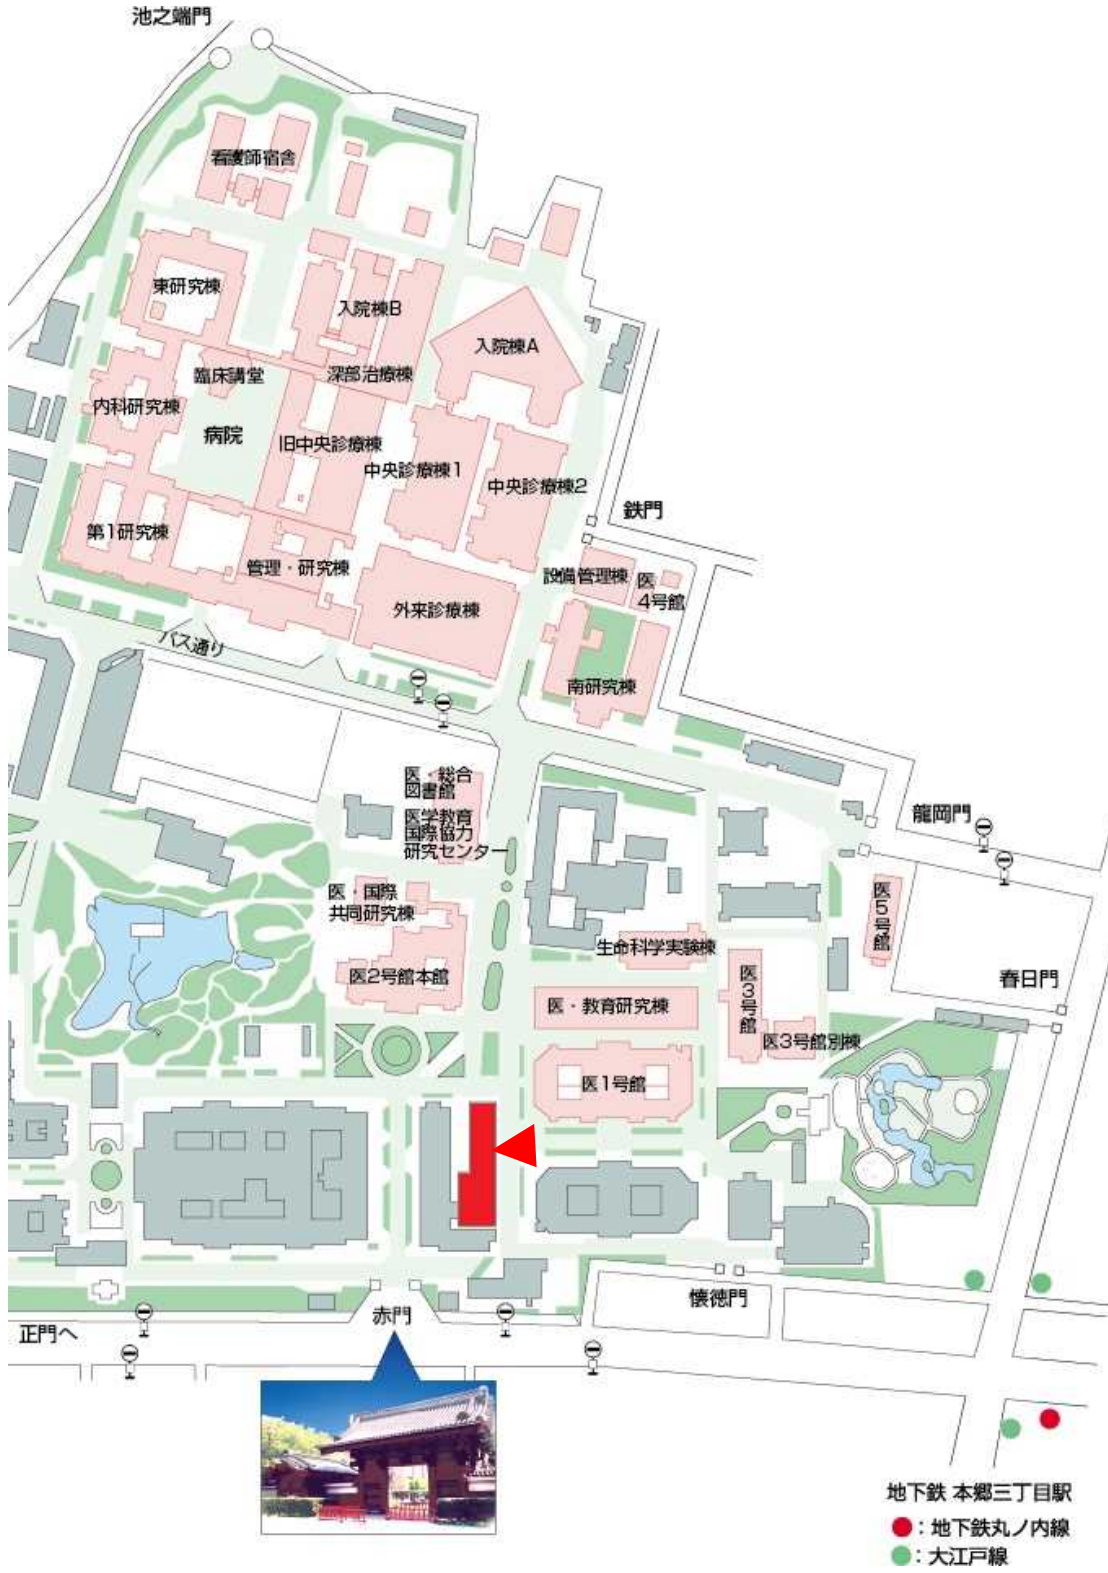 池之端門
看護師宿舎
東研究棟
入院棟B
入院棟A
臨床講堂
深部治療棟
内科研究棟
病院
旧中央診療棟
中央診療棟1
中央診療棟2
鉄門
第1研究棟
管理・研究棟
設備管理棟
医
4号館
外来診療棟
バス通り
南研究棟
医・総合
図書館
医学教育
国際協力
研究センター
龍岡門
医・国際
共同研究棟
医5号館
生命科学実験棟
医2号館本館
医3号館
春日門
医・教育研究棟
医3号館別棟
医1号館
懐徳門
赤門
正門へ
地下鉄 本郷三丁目駅
:地下鉄丸ノ内線
:大江戸線